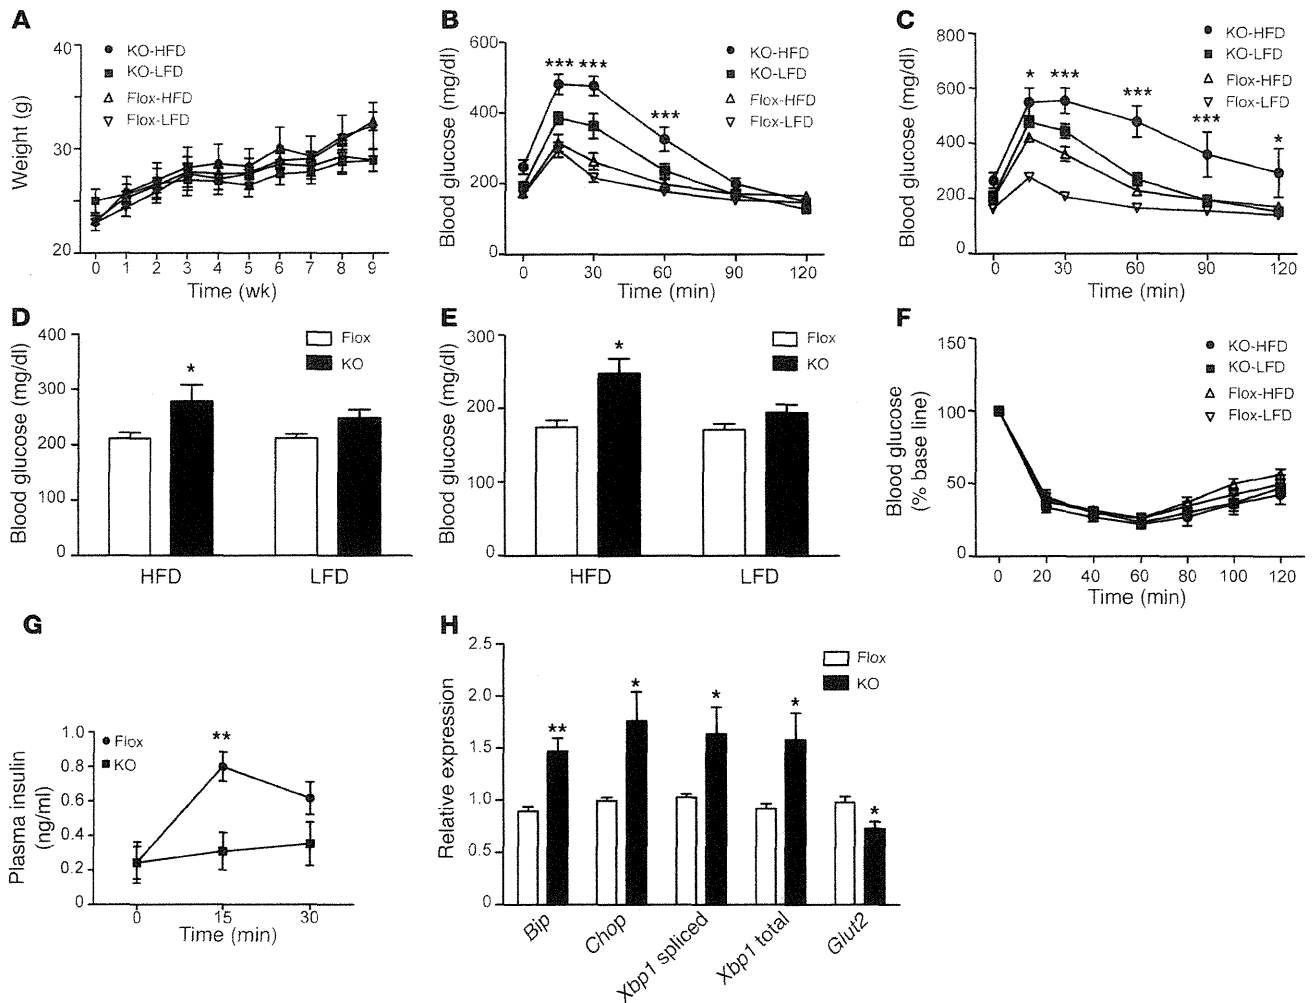 A
40
30
20
Weight (g)
KO-HFD
KO-LFD
Flox-HFD
Flox-LFD
0 1 2 3 4 5 6 7 8 9
Time (wk)
B
600
400
200
0
Blood glucose (mg/dl)
*** ***
***
KO-HFD
KO-LFD
Flox-HFD
Flox-LFD
0 30 60 90 120
Time (min)
C
800
600
400
200
0
Blood glucose (mg/dl)
* ***
***
***
*
KO-HFD
KO-LFD
Flox-HFD
Flox-LFD
0 30 60 90 120
Time (min)
D
400
300
200
100
0
Blood glucose (mg/dl)
*
Flox
KO
HFD LFD
E
300
200
100
0
Blood glucose (mg/dl)
*
Flox
KO
HFD LFD
F
150
100
50
0
Blood glucose
(% base line)
KO-HFD
KO-LFD
Flox-HFD
Flox-LFD
0 20 40 60 80 100 120
Time (min)
G
1.0
0.8
0.6
0.4
0.2
0
Plasma insulin
(ng/ml)
Flox
KO
**
0 15 30
Time (min)
H
2.5
2.0
1.5
1.0
0.5
0
Relative expression
Flox
KO
**
*
*
*
*
Bip
Chop
Xbp1 spliced
Xbp1 total
Glut2